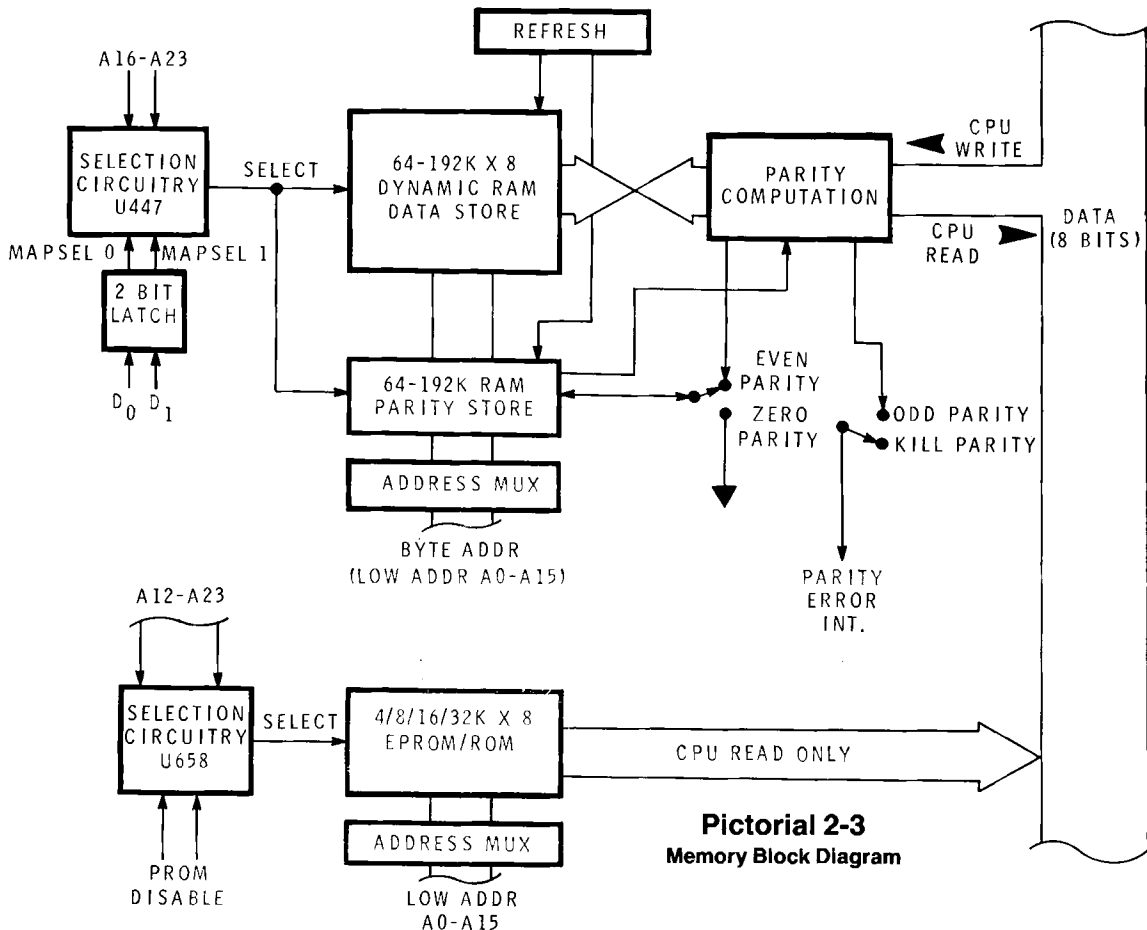 REFRESH
A16-A23
SELECTION
CIRCUITRY
U447
SELECT
64-192K X 8
DYNAMIC RAM
DATA STORE
PARITY
COMPUTATION
CPU
WRITE
DATA
(8 BITS)
CPU
READ
MAPSEL 0
MAPSEL 1
2 BIT
LATCH
D0 D1
64-192K RAM
PARITY STORE
EVEN
PARITY
ZERO
PARITY
ODD PARITY
KILL PARITY
ADDRESS MUX
BYTE ADDR
(LOW ADDR A0-A15)
PARITY
ERROR
INT.
A12-A23
SELECTION
CIRCUITRY
U658
SELECT
4/8/16/32K X 8
EPROM/ROM
CPU READ ONLY
ADDRESS MUX
PROM
DISABLE
LOW ADDR
A0-A15
Pictorial 2-3
Memory Block Diagram